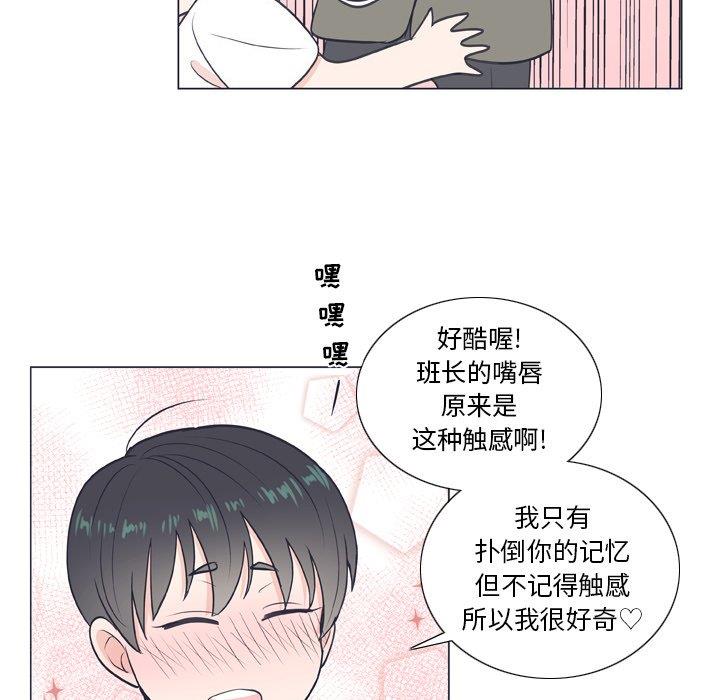 嘿
嘿
嘿
好酷喔!
班长的嘴唇
原来是
这种触感啊!
我只有
扑倒你的记忆
但不记得触感
所以我很好奇♡